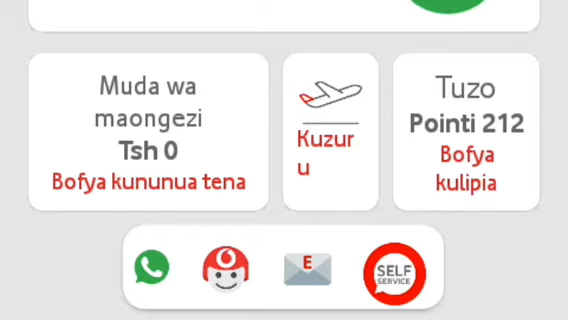 Muda wa
maongezi
Tsh 0
Bofya kununua tena
Kuzur
u
Tuzo
Pointi 212
Bofya
kulipia
E
SELF
SERVICE